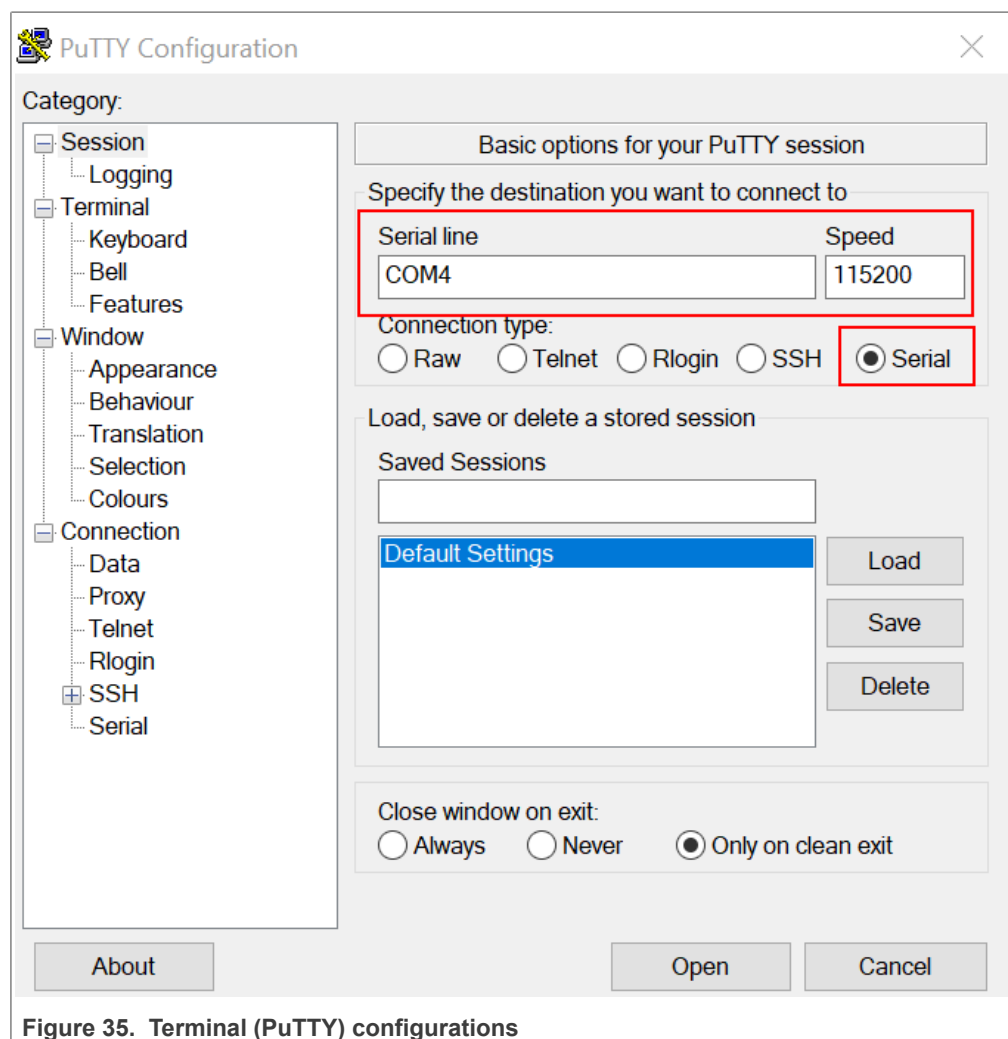 PuTTY Configuration
Category:
Session
Logging
Terminal
Keyboard
Bell
Features
Window
Appearance
Behaviour
Translation
Selection
Colours
Connection
Data
Proxy
Telnet
Rlogin
SSH
Serial
Basic options for your PuTTY session
Specify the destination you want to connect to
Serial line Speed
COM4 115200
Connection type:
Raw Telnet Rlogin SSH Serial
Load, save or delete a stored session
Saved Sessions
Default Settings
Load
Save
Delete
Close window on exit:
Always Never Only on clean exit
About Open Cancel
Figure 35. Terminal (PuTTY) configurations